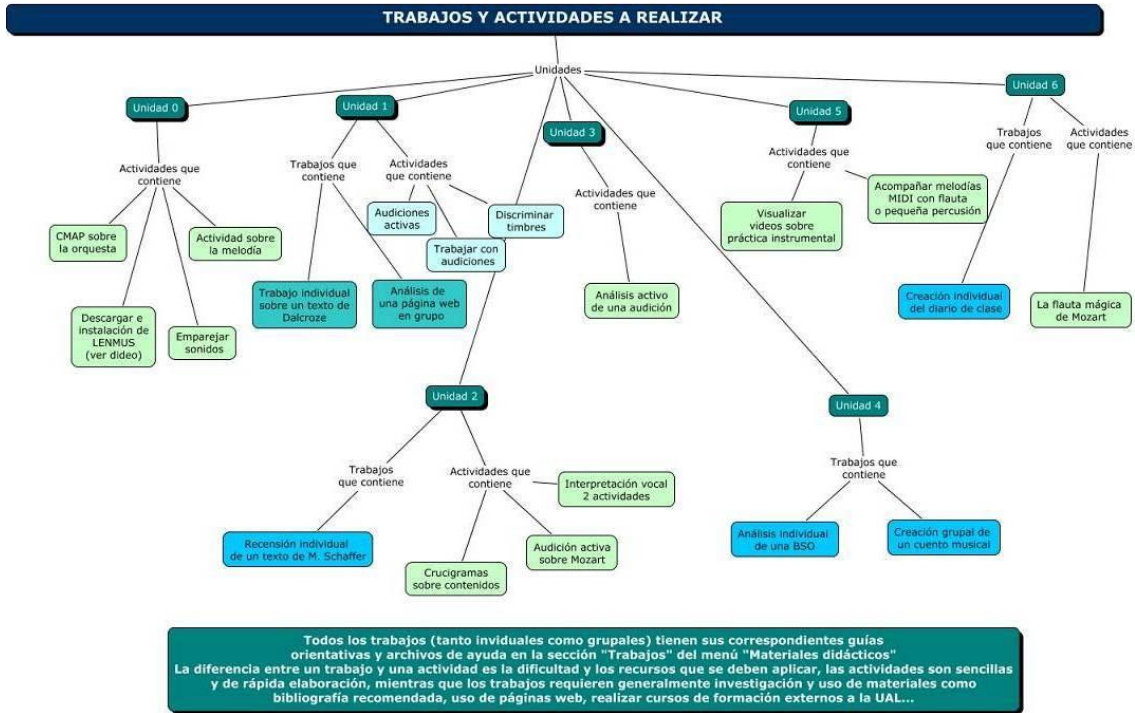 TRABAJOS Y ACTIVIDADES A REALIZAR
Unidades
Unidad 0
Unidad 1
Unidad 3
Unidad 5
Unidad 6
Actividades que
contiene
Trabajos que
contiene
Actividades
que contiene
Actividades que
contiene
Actividades que
contiene
Trabajos
que contiene
Actividades
que contiene
CMAP sobre
la orquesta
Actividad sobre
la melodía
Audiciones
activas
Discriminar
timbres
Trabajar con
audiciones
Visualizar
videos sobre
práctica instrumental
Acompañar melodías
MIDI con flauta
o pequeña percusión
Descargar e
instalación de
LENMUS
(ver dideo)
Emparejar
sonidos
Trabajo individual
sobre un texto de
Dalcroze
Análisis de
una página web
en grupo
Análisis activo
de una audición
Creación individual
del diario de clase
La flauta mágica
de Mozart
Unidad 2
Unidad 4
Trabajos
que contiene
Actividades que
contiene
Interpretación vocal
2 actividades
Trabajos que
contiene
Recensión individual
de un texto de M. Schaffer
Crucigramas
sobre contenidos
Audición activa
sobre Mozart
Análisis individual
de una BSO
Creación grupal de
un cuento musical
Todos los trabajos (tanto inviduales como grupales) tienen sus correspondientes guías
orientativas y archivos de ayuda en la sección "Trabajos" del menú "Materiales didácticos"
La diferencia entre un trabajo y una actividad es la dificultad y los recursos que se deben aplicar, las actividades son sencillas
y de rápida elaboración, mientras que los trabajos requieren generalmente investigación y uso de materiales como
bibliografía recomendada, uso de páginas web, realizar cursos de formación externos a la UAL...